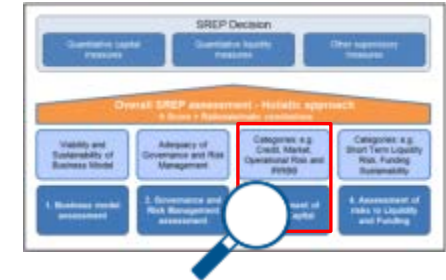 SREP Decision
Quantitative capital
measures
Quantitative liquidity
measures
Other supervisory
measures
Overall SREP assessment - Holistic approach
Viability and
Sustainability of
Business Model
Adequacy of
Governance and Risk
Management
Categories: e.g.
Credit, Market,
Operational Risk and
IRRBB
Categories: e.g.
Short Term Liquidity
Risk, Funding
Sustainability
1. Business model
assessment
2. Governance and
Risk Management
assessment
4. Assessment of
risks to Liquidity
and Funding